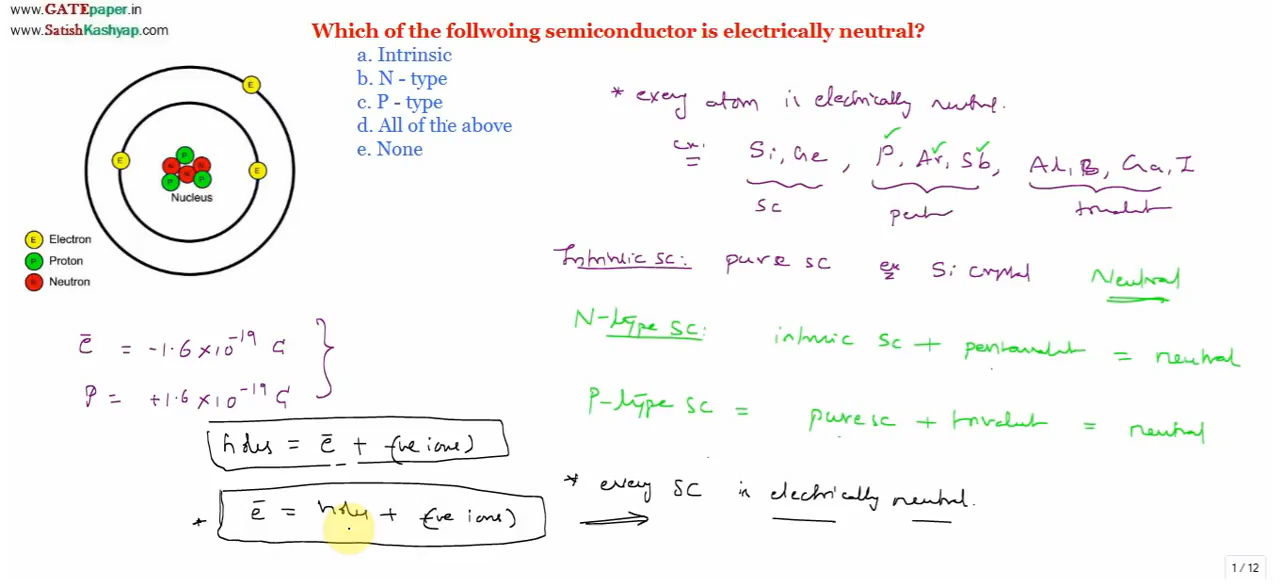 www.GATEpaper.in
www.SatishKashyap.com
Which of the follwoing semiconductor is electrically neutral?
a. Intrinsic
b. N - type
c. P - type
d. All of the above
e. None
E
E
E
P
N
N
N
P
P
Nucleus
E Electron
P Proton
N Neutron
* every atom is electrically neutral.
ex: Si, Ge, P, Ar, Sb, Al, B, Ga, I
sc
trivalent
Intrinsic sc: pure sc ex Si crystal Neutral
N-type sc: intrinsic sc + pentavalent = neutral
P-type sc = pure sc + trivalent = neutral
ē = -1.6 × 10⁻¹⁹ C
P = +1.6 × 10⁻¹⁹ C
holes = ē + (+ve ions)
* ē = holes + (+ve ions)
* every SC is electrically neutral.
1 / 12